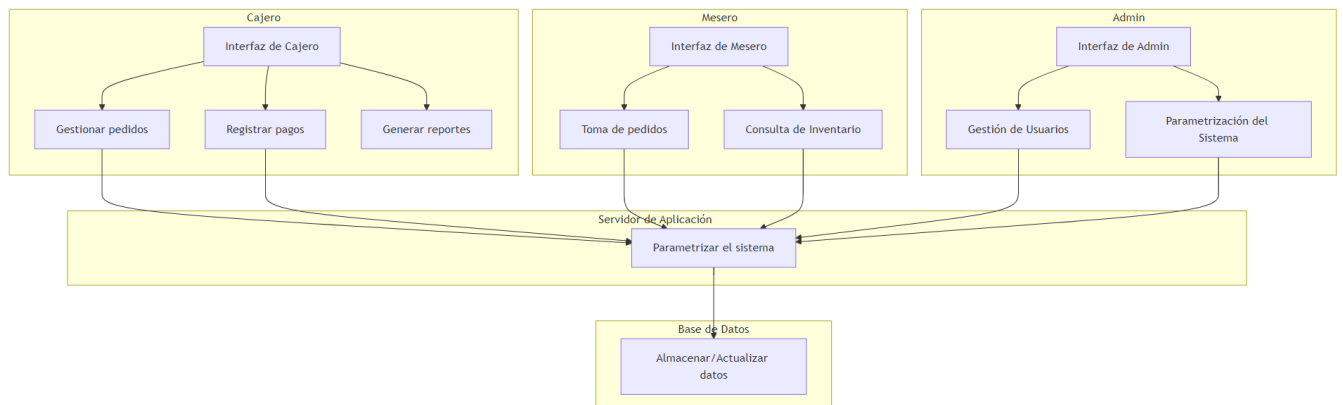 Cajero
Mesero
Admin
Interfaz de Cajero
Interfaz de Mesero
Interfaz de Admin
Gestionar pedidos
Registrar pagos
Generar reportes
Toma de pedidos
Consulta de Inventario
Gestión de Usuarios
Parametrización del
Sistema
Servidor de Aplicación
Parametrizar el sistema
Base de Datos
Almacenar/Actualizar
datos